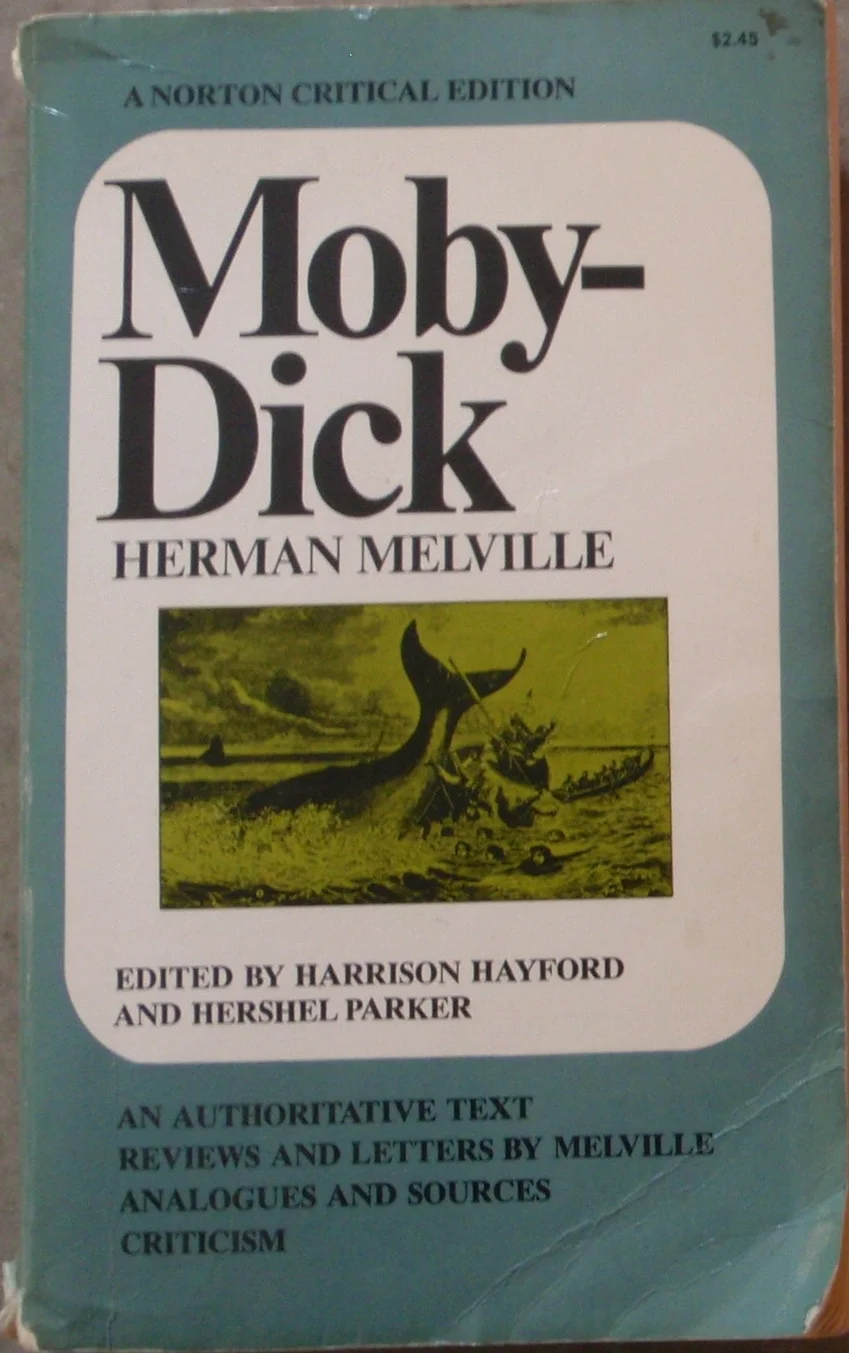 $2.45
A NORTON CRITICAL EDITION
Moby-
Dick
HERMAN MELVILLE
EDITED BY HARRISON HAYFORD
AND HERSHEL PARKER
AN AUTHORITATIVE TEXT
REVIEWS AND LETTERS BY MELVILLE
ANALOGUES AND SOURCES
CRITICISM